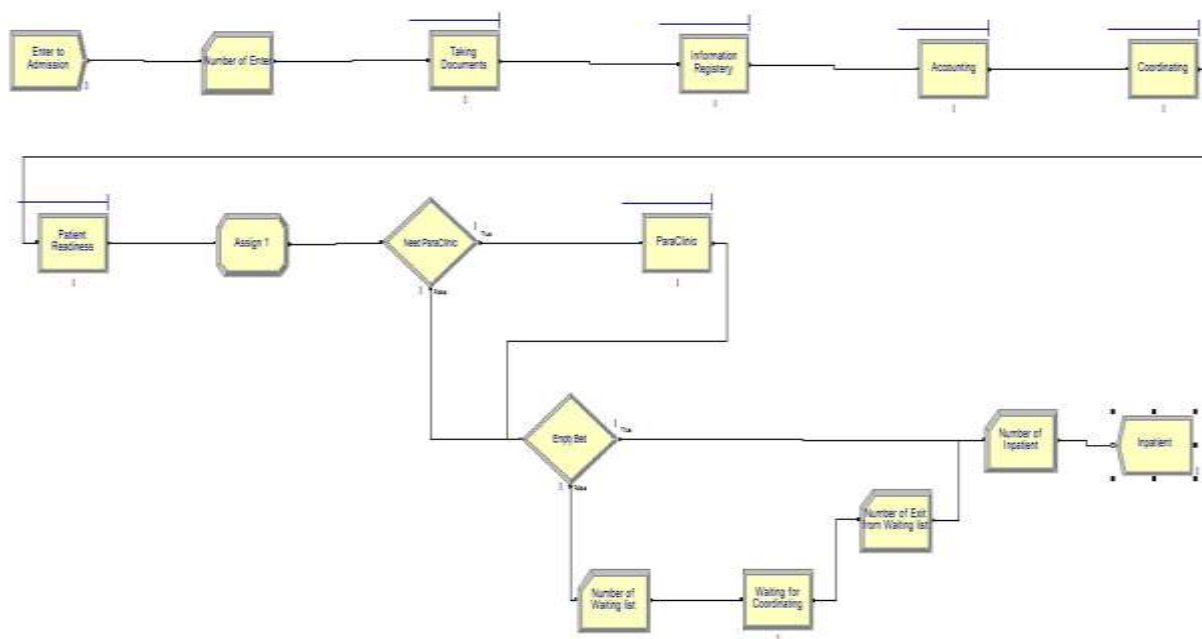 Enter to
Admission
Number of Enter
Taking
Documents
Information
Registery
Accounting
Coordinating
Patient
Readiness
Assign 1
Need ParaClinic
True
False
ParaClinic
Empty Bed
True
False
Number of
Inpatient
Inpatient
Number of Exit
from Waiting list
Number of
Waiting list
Waiting for
Coordinating